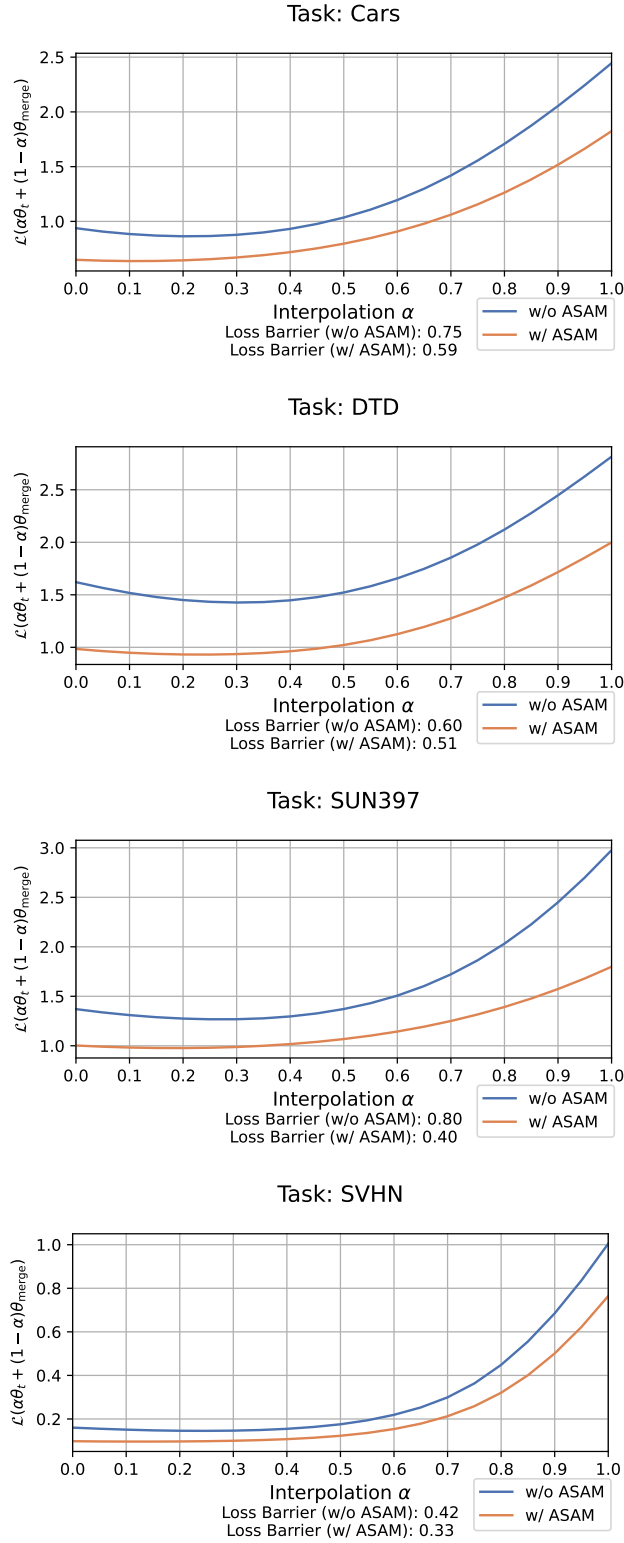 Task: Cars
2.5
2.0
1.5
1.0
ℒ(αθₜ + (1 − α)θmerge)
0.0 0.1 0.2 0.3 0.4 0.5 0.6 0.7 0.8 0.9 1.0
Interpolation α
Loss Barrier (w/o ASAM): 0.75
Loss Barrier (w/ ASAM): 0.59
w/o ASAM
w/ ASAM
Task: DTD
2.5
2.0
1.5
1.0
ℒ(αθₜ + (1 − α)θmerge)
0.0 0.1 0.2 0.3 0.4 0.5 0.6 0.7 0.8 0.9 1.0
Interpolation α
Loss Barrier (w/o ASAM): 0.60
Loss Barrier (w/ ASAM): 0.51
w/o ASAM
w/ ASAM
Task: SUN397
3.0
2.5
2.0
1.5
1.0
ℒ(αθₜ + (1 − α)θmerge)
0.0 0.1 0.2 0.3 0.4 0.5 0.6 0.7 0.8 0.9 1.0
Interpolation α
Loss Barrier (w/o ASAM): 0.80
Loss Barrier (w/ ASAM): 0.40
w/o ASAM
w/ ASAM
Task: SVHN
1.0
0.8
0.6
0.4
0.2
ℒ(αθₜ + (1 − α)θmerge)
0.0 0.1 0.2 0.3 0.4 0.5 0.6 0.7 0.8 0.9 1.0
Interpolation α
Loss Barrier (w/o ASAM): 0.42
Loss Barrier (w/ ASAM): 0.33
w/o ASAM
w/ ASAM